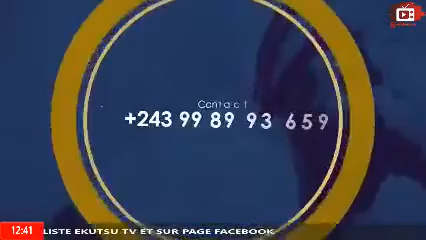 Contact
+243 99 89 93 659
12:41
LISTE EKUTSU TV ET SUR PAGE FACEBOOK